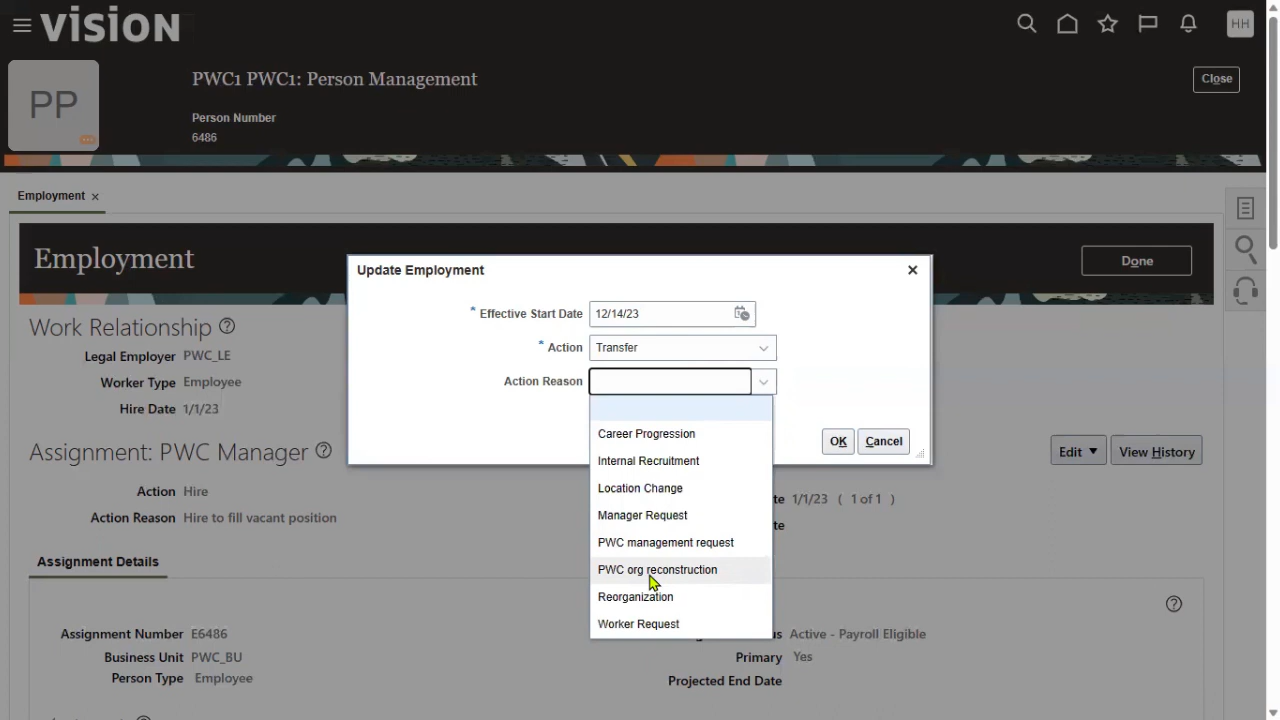 VISION
HH
PP
PWC1 PWC1: Person Management
Close
Person Number
6486
Employment ×
Employment
Done
Update Employment
* Effective Start Date 12/14/23
* Action Transfer
Action Reason
Career Progression
Internal Recruitment
Location Change
Manager Request
PWC management request
PWC org reconstruction
Reorganization
Worker Request
OK Cancel
Work Relationship
Legal Employer PWC_LE
Worker Type Employee
Hire Date 1/1/23
Assignment: PWC Manager
Edit View History
Action Hire
te 1/1/23 ( 1 of 1 )
Action Reason Hire to fill vacant position
te
Assignment Details
Assignment Number E6486
us Active - Payroll Eligible
Business Unit PWC_BU
Primary Yes
Person Type Employee
Projected End Date